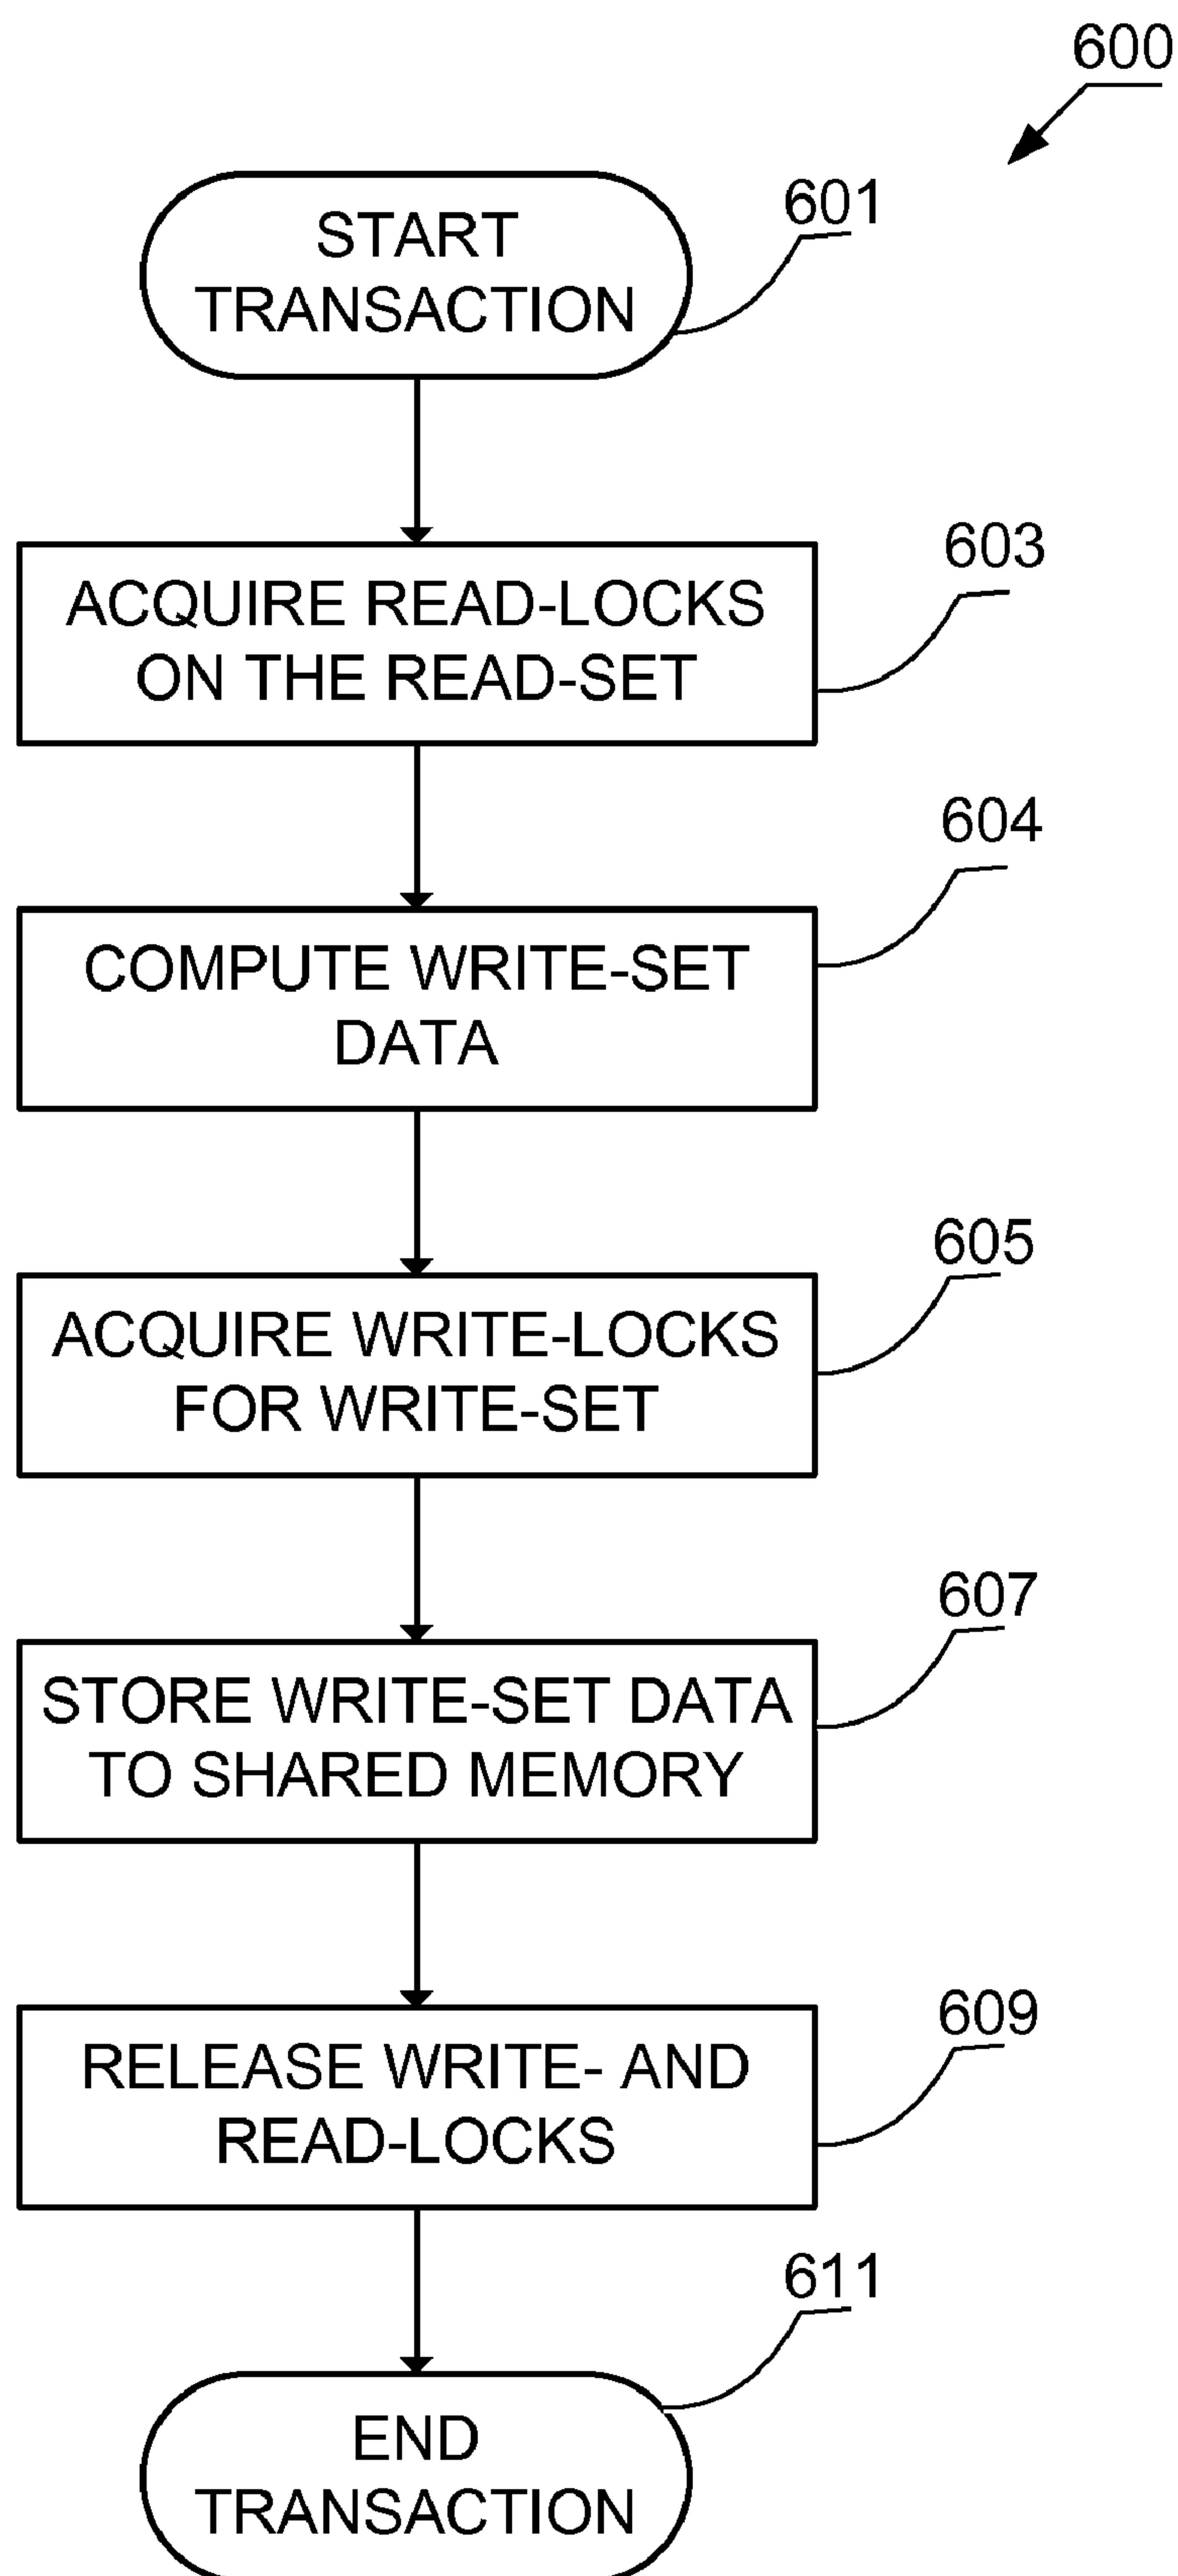 600
START
TRANSACTION
601
ACQUIRE READ-LOCKS
ON THE READ-SET
603
COMPUTE WRITE-SET
DATA
604
ACQUIRE WRITE-LOCKS
FOR WRITE-SET
605
STORE WRITE-SET DATA
TO SHARED MEMORY
607
RELEASE WRITE- AND
READ-LOCKS
609
END
TRANSACTION
611